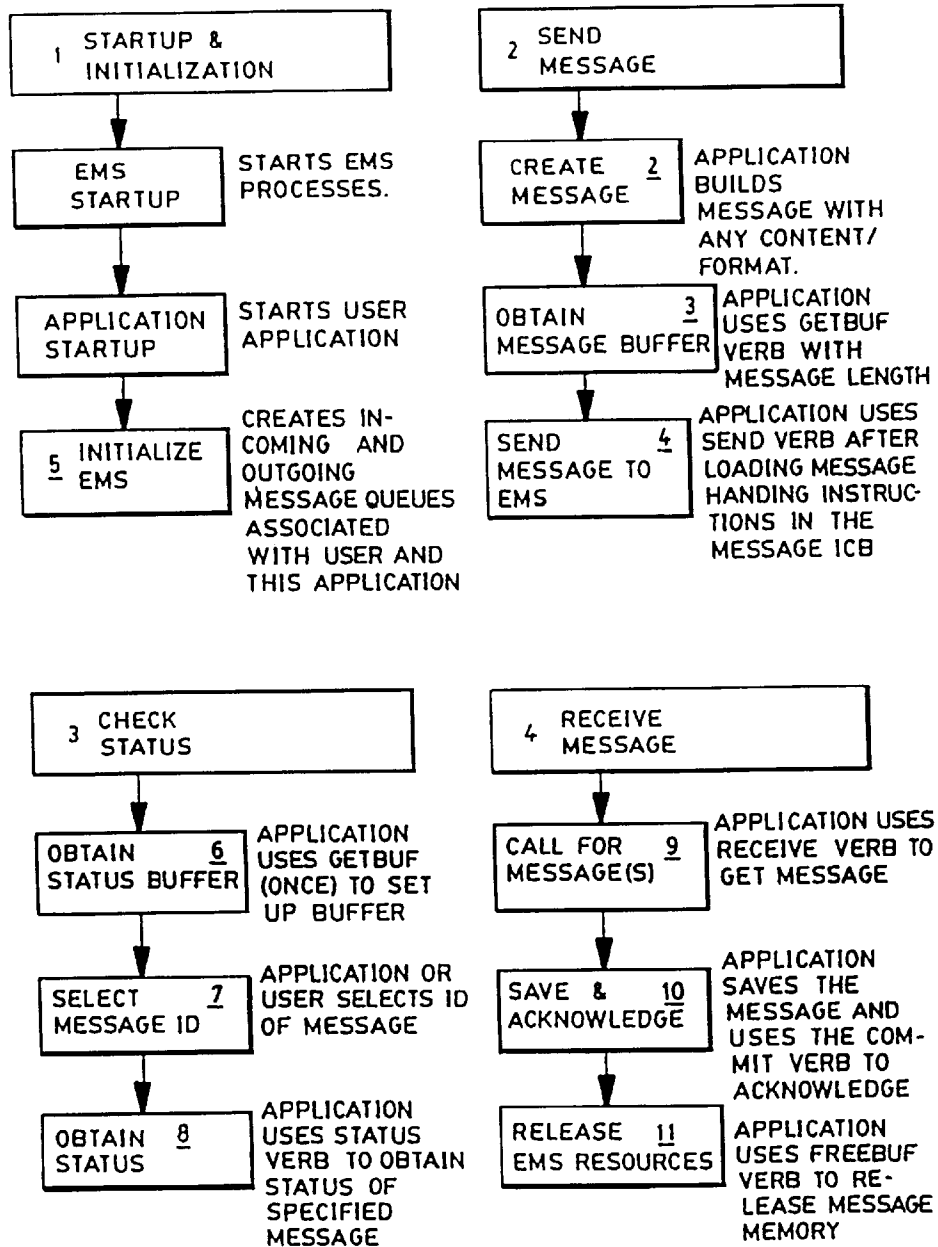 1 STARTUP &
INITIALIZATION
EMS
STARTUP
STARTS EMS
PROCESSES.
APPLICATION
STARTUP
STARTS USER
APPLICATION
5 INITIALIZE
EMS
CREATES IN-
COMING AND
OUTGOING
MESSAGE QUEUES
ASSOCIATED
WITH USER AND
THIS APPLICATION
2 SEND
MESSAGE
CREATE 2
MESSAGE
APPLICATION
BUILDS
MESSAGE WITH
ANY CONTENT/
FORMAT.
OBTAIN 3
MESSAGE BUFFER
APPLICATION
USES GETBUF
VERB WITH
MESSAGE LENGTH
SEND 4
MESSAGE TO
EMS
APPLICATION USES
SEND VERB AFTER
LOADING MESSAGE
HANDING INSTRUC-
TIONS IN THE
MESSAGE ICB
3 CHECK
STATUS
OBTAIN 6
STATUS BUFFER
APPLICATION
USES GETBUF
(ONCE) TO SET
UP BUFFER
SELECT 7
MESSAGE ID
APPLICATION OR
USER SELECTS ID
OF MESSAGE
OBTAIN 8
STATUS
APPLICATION
USES STATUS
VERB TO OBTAIN
STATUS OF
SPECIFIED
MESSAGE
4 RECEIVE
MESSAGE
CALL FOR 9
MESSAGE(S)
APPLICATION USES
RECEIVE VERB TO
GET MESSAGE
SAVE & 10
ACKNOWLEDGE
APPLICATION
SAVES THE
MESSAGE AND
USES THE COM-
MIT VERB TO
ACKNOWLEDGE
RELEASE 11
EMS RESOURCES
APPLICATION
USES FREEBUF
VERB TO RE-
LEASE MESSAGE
MEMORY